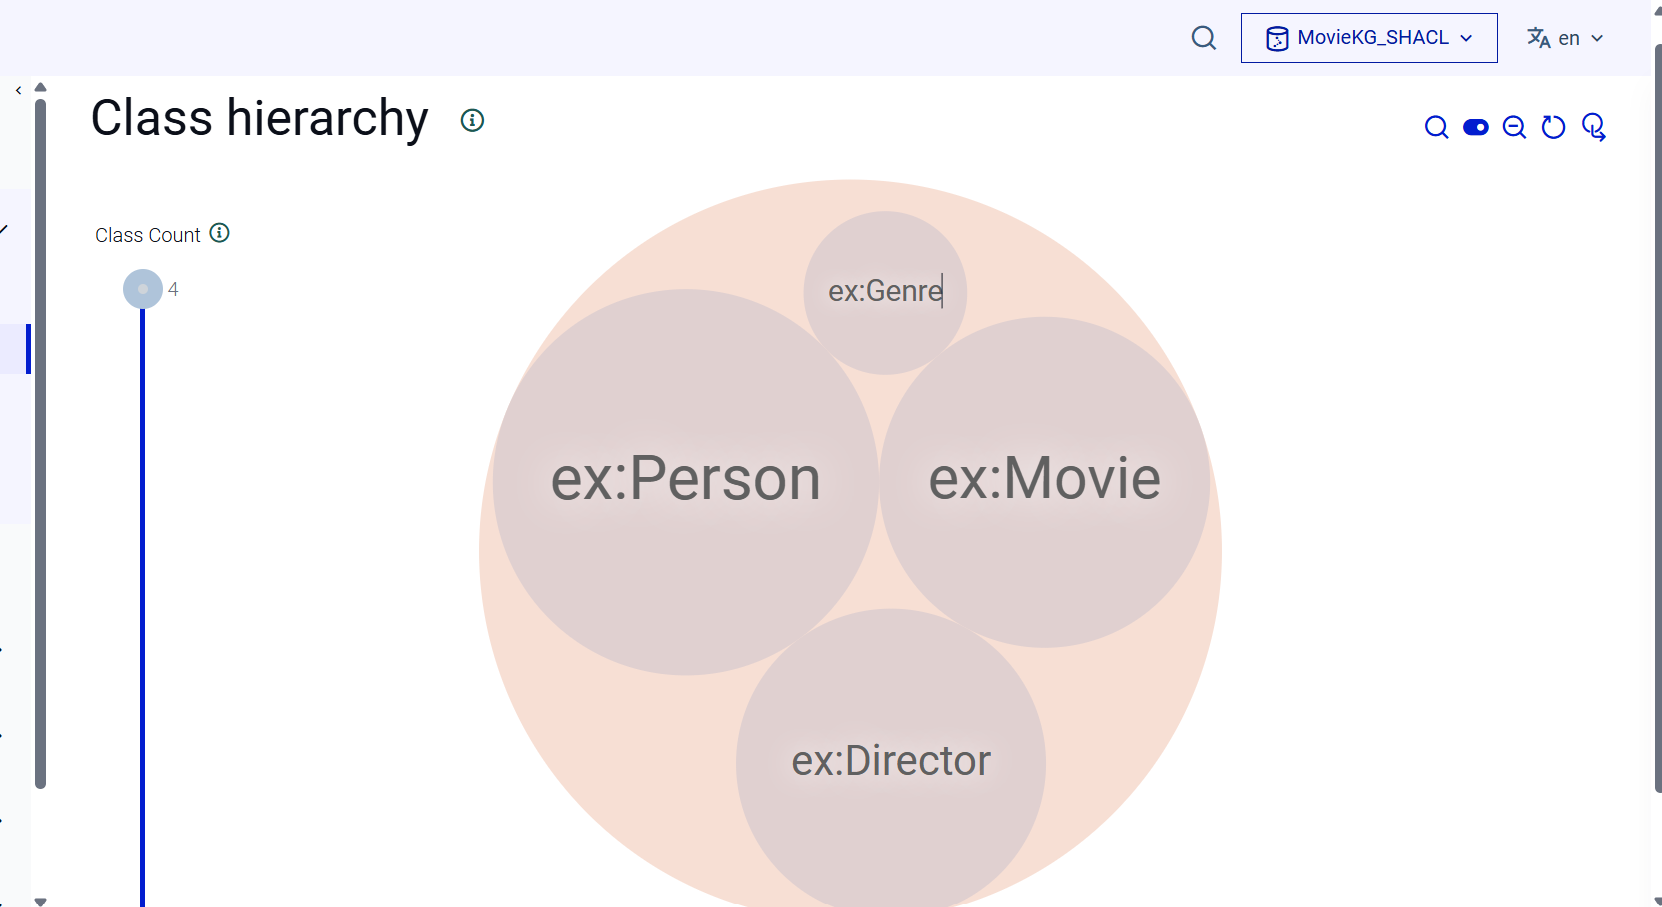 MovieKG_SHACL
en
Class hierarchy
Class Count
4
ex:Genre
ex:Person
ex:Movie
ex:Director